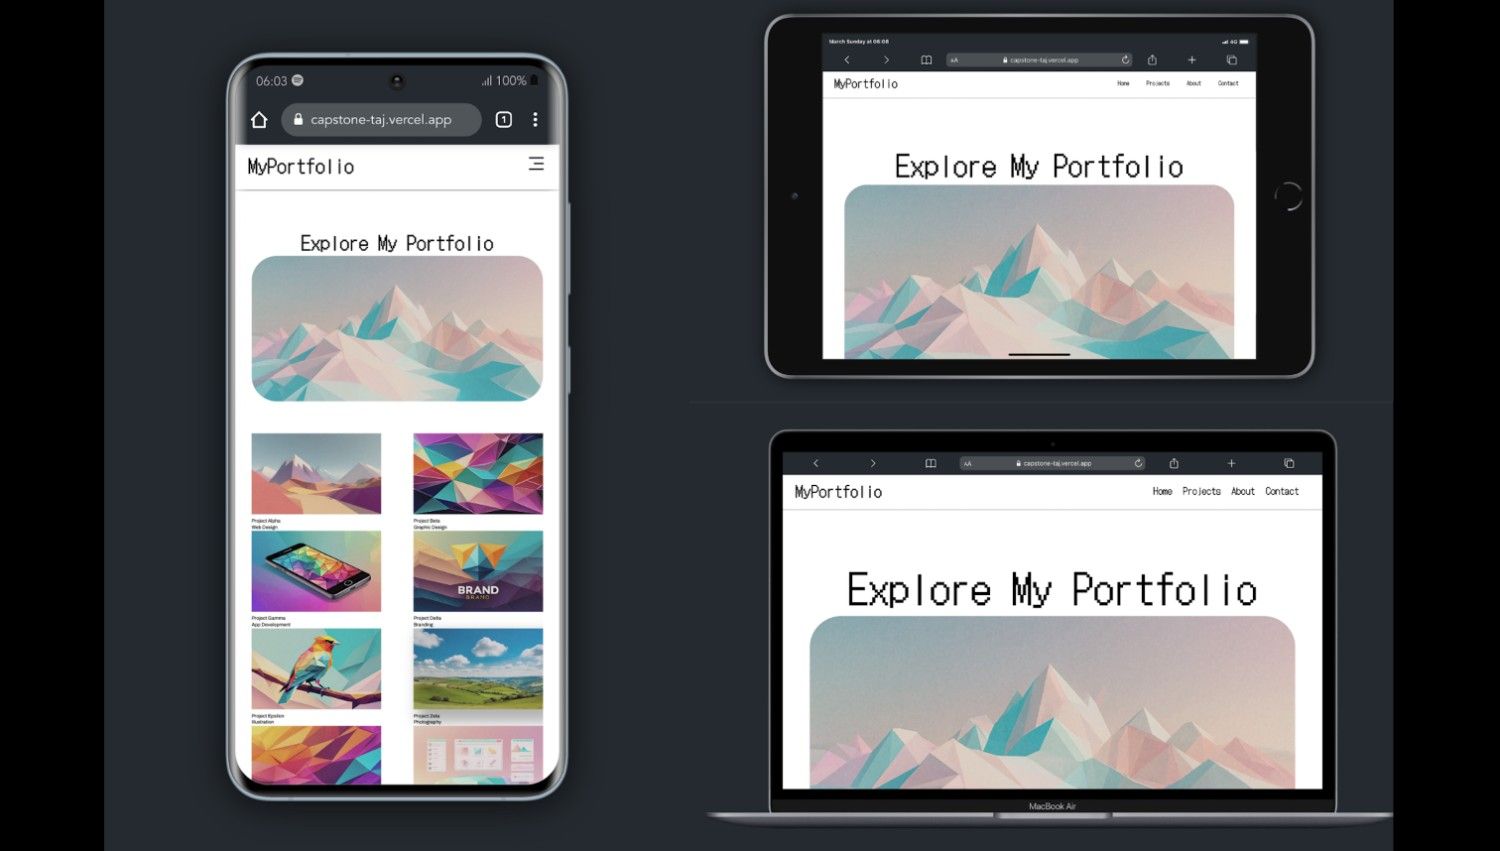 06:03
100%
capstone-taj.vercel.app
1
MyPortfolio
Explore My Portfolio
Project Alpha
Web Design
Project Beta
Graphic Design
Project Gamma
App Development
BRAND
BRAND
Project Delta
Branding
Project Epsilon
Illustration
Project Zeta
Photography
March Sunday at 06:08
4G
AA
capstone-taj.vercel.app
MyPortfolio
Home Projects About Contact
Explore My Portfolio
AA
capstone-taj.vercel.app
MyPortfolio
Home Projects About Contact
Explore My Portfolio
MacBook Air